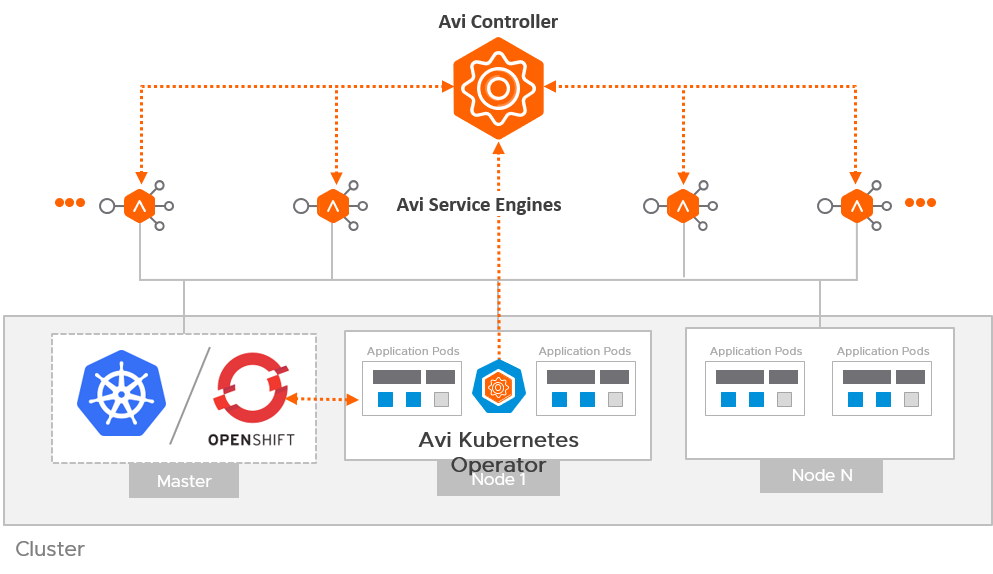 Avi Controller
Avi Service Engines
Application Pods
Application Pods
Application Pods
Application Pods
OPENSHIFT
Avi Kubernetes
Operator
Master
Node 1
Node N
Cluster